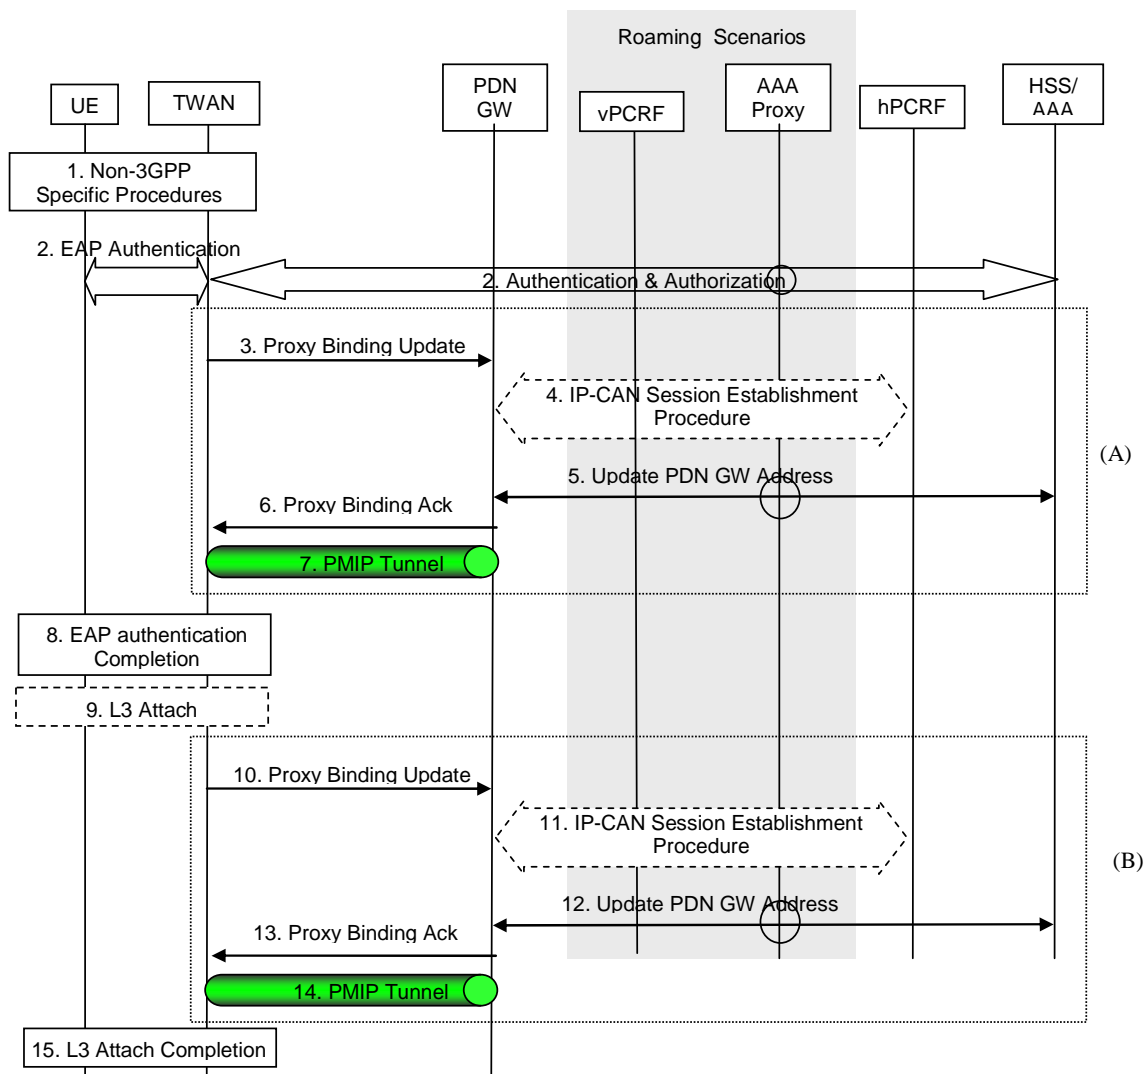 Roaming Scenarios
UE
TWAN
PDN
GW
vPCRF
AAA
Proxy
hPCRF
HSS/
AAA
1. Non-3GPP
Specific Procedures
2. EAP Authentication
2. Authentication & Authorization
3. Proxy Binding Update
4. IP-CAN Session Establishment
Procedure
(A)
5. Update PDN GW Address
6. Proxy Binding Ack
7. PMIP Tunnel
8. EAP authentication
Completion
9. L3 Attach
10. Proxy Binding Update
11. IP-CAN Session Establishment
Procedure
(B)
12. Update PDN GW Address
13. Proxy Binding Ack
14. PMIP Tunnel
15. L3 Attach Completion